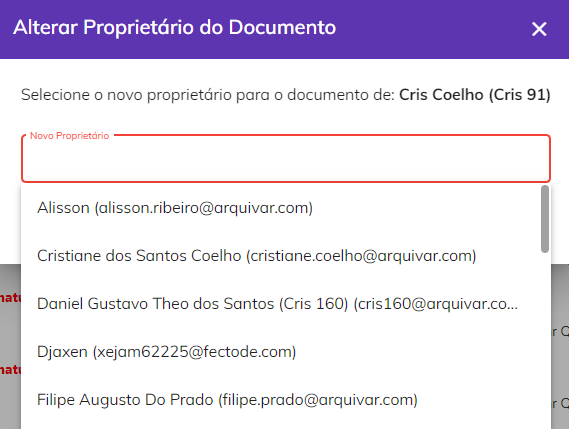 Alterar Proprietário do Documento
Selecione o novo proprietário para o documento de: Cris Coelho (Cris 91)
Novo Proprietário
Alisson (alisson.ribeiro@arquivar.com)
Cristiane dos Santos Coelho (cristiane.coelho@arquivar.com)
Daniel Gustavo Theo dos Santos (Cris 160) (cris160@arquivar.co...
Djaxen (xejam62225@fectode.com)
Filipe Augusto Do Prado (filipe.prado@arquivar.com)